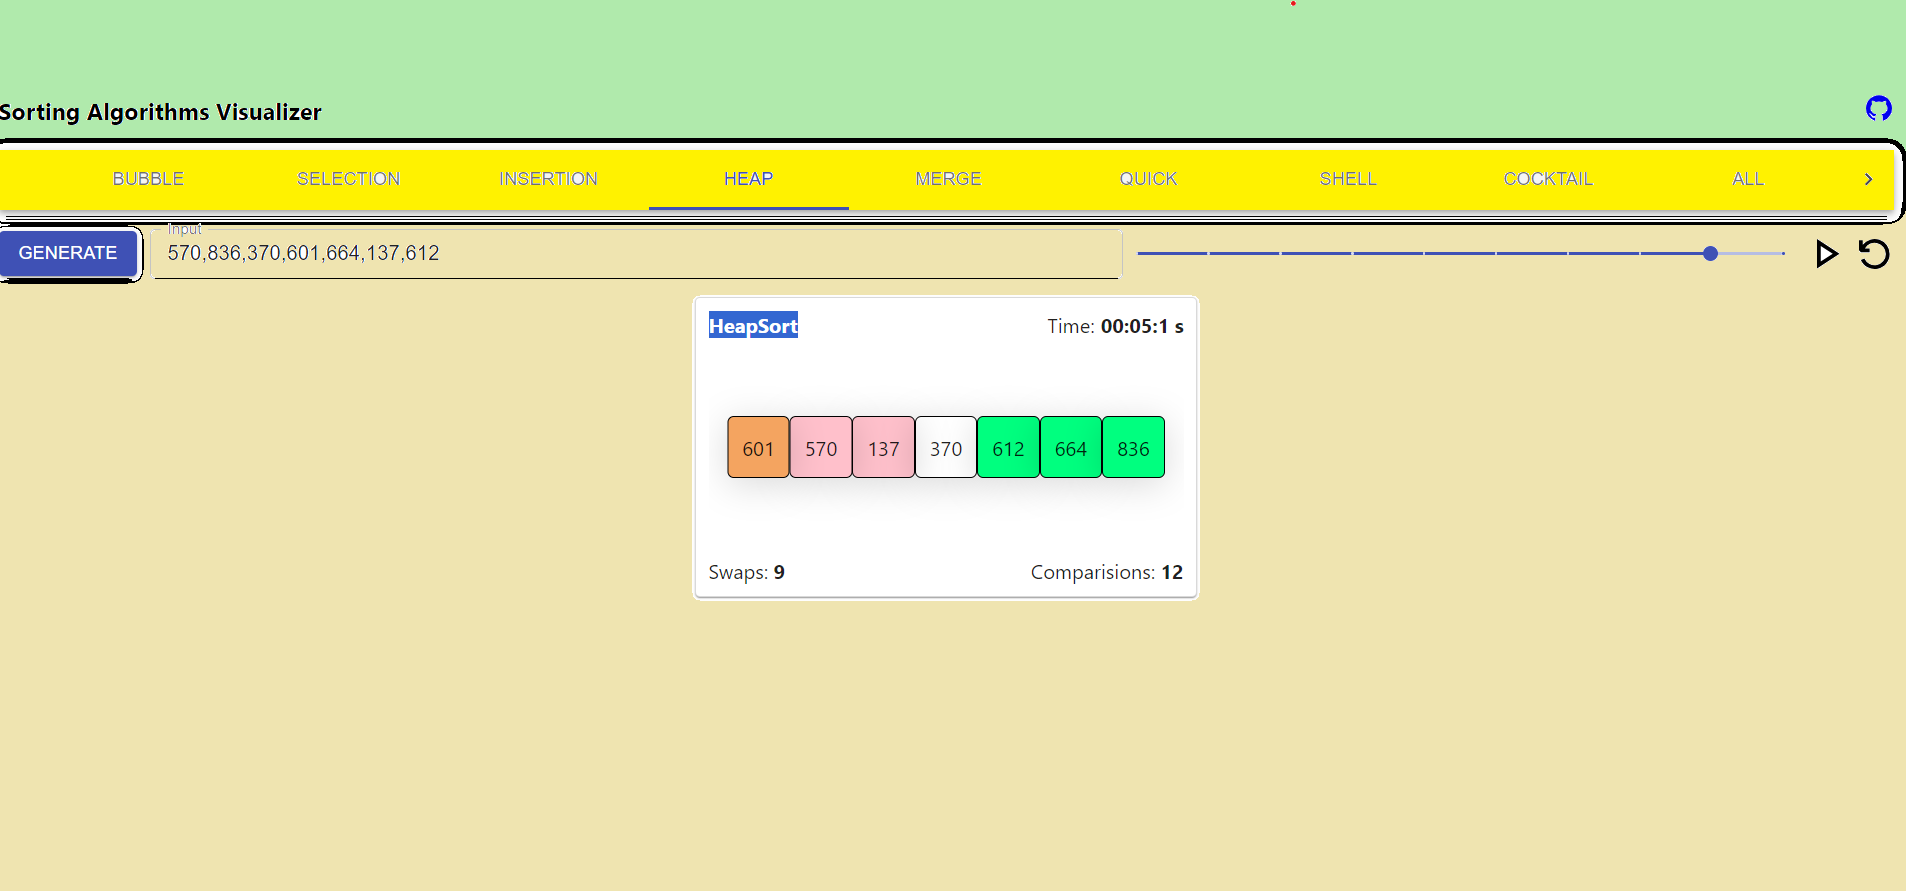 Sorting Algorithms Visualizer
BUBBLE SELECTION INSERTION HEAP MERGE QUICK SHELL COCKTAIL ALL
Input
GENERATE 570,836,370,601,664,137,612
HeapSort Time: 00:05:1 s
601 570 137 370 612 664 836
Swaps: 9 Comparisions: 12